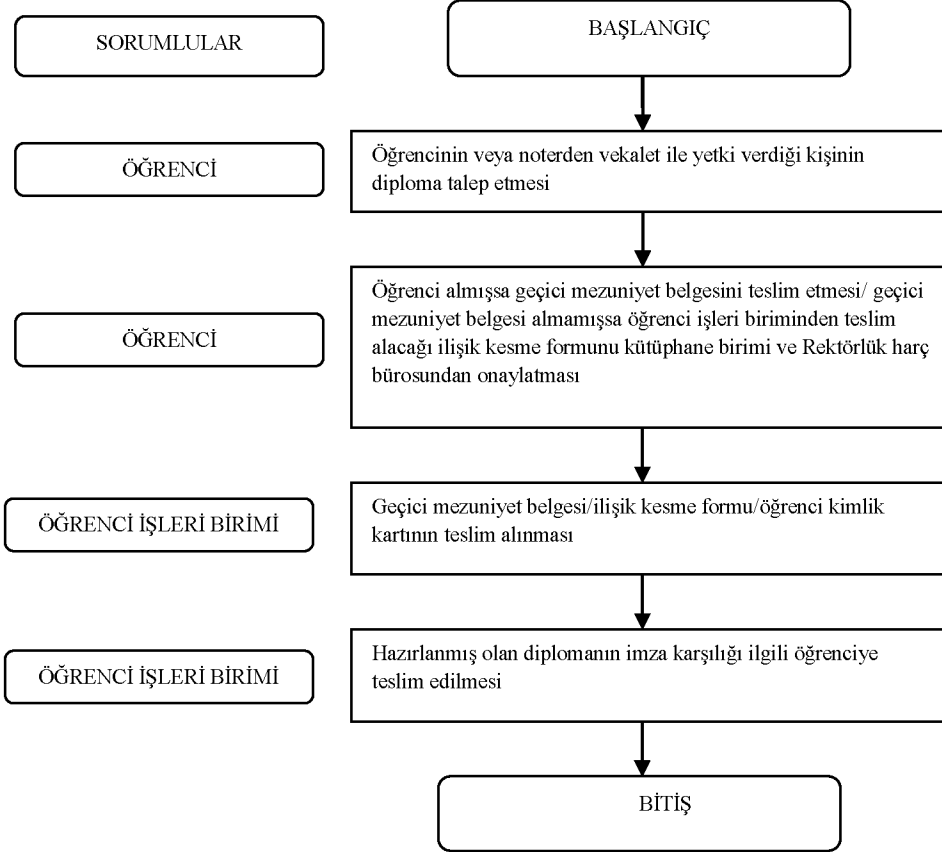 SORUMLULAR
BAŞLANGIÇ
ÖĞRENCİ
Öğrencinin veya noterden vekalet ile yetki verdiği kişinin
diploma talep etmesi
ÖĞRENCİ
Öğrenci almışsa geçici mezuniyet belgesini teslim etmesi/ geçici
mezuniyet belgesi almamışsa öğrenci işleri biriminden teslim
alacağı ilişik kesme formunu kütüphane birimi ve Rektörlük harç
bürosundan onaylatması
ÖĞRENCİ İŞLERİ BİRİMİ
Geçici mezuniyet belgesi/ilişik kesme formu/öğrenci kimlik
kartının teslim alınması
ÖĞRENCİ İŞLERİ BİRİMİ
Hazırlanmış olan diplomanın imza karşılığı ilgili öğrenciye
teslim edilmesi
BİTİŞ